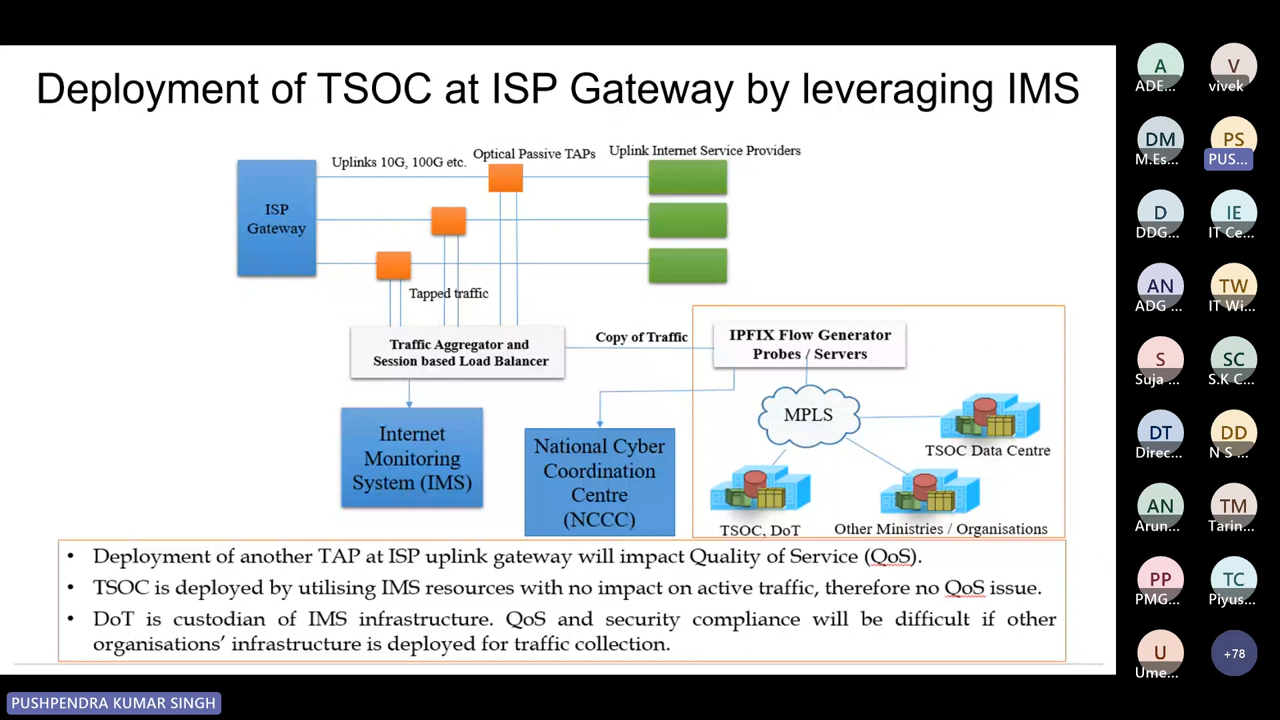 Deployment of TSOC at ISP Gateway by leveraging IMS
Uplinks 10G, 100G etc.
Optical Passive TAPs
Uplink Internet Service Providers
ISP
Gateway
Tapped traffic
Traffic Aggregator and
Session based Load Balancer
Copy of Traffic
IPFIX Flow Generator
Probes / Servers
MPLS
Internet
Monitoring
System (IMS)
National Cyber
Coordination
Centre
(NCCC)
TSOC Data Centre
TSOC, DoT
Other Ministries / Organisations
• Deployment of another TAP at ISP uplink gateway will impact Quality of Service (QoS).
• TSOC is deployed by utilising IMS resources with no impact on active traffic, therefore no QoS issue.
• DoT is custodian of IMS infrastructure. QoS and security compliance will be difficult if other
organisations' infrastructure is deployed for traffic collection.
A
ADE...
V
vivek
DM
M.Es...
PS
PUS...
D
DDG...
IE
IT Ce...
AN
ADG ...
TW
IT Wi...
S
Suja ...
SC
S.K C...
DT
Direc...
DD
N S ...
AN
Arun...
TM
Tarin...
PP
PMG...
TC
Piyus...
U
Ume...
+78
PUSHPENDRA KUMAR SINGH